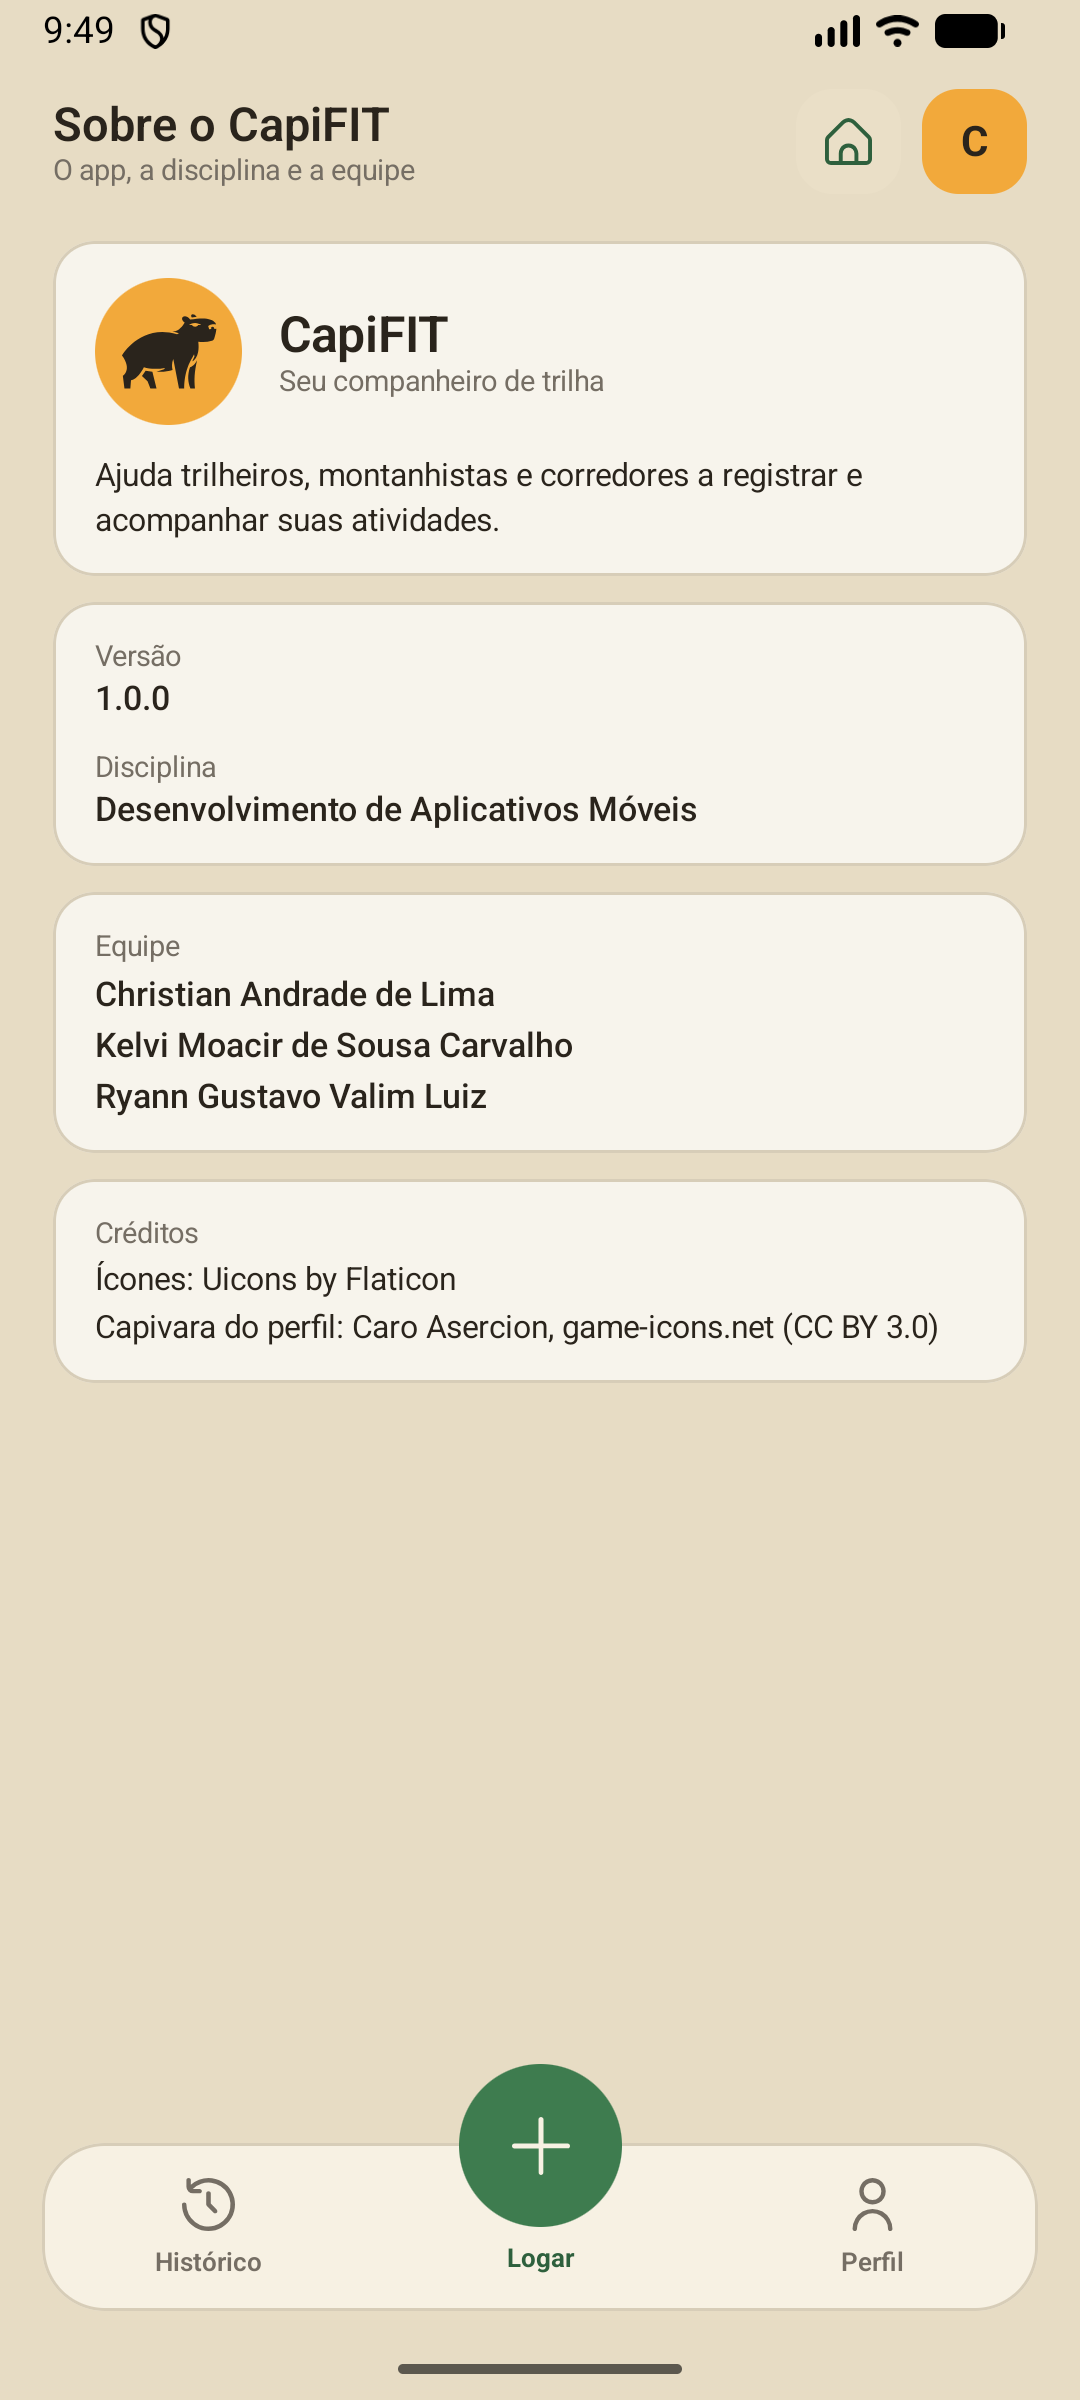 9:49
Sobre o CapiFIT
O app, a disciplina e a equipe
C
CapiFIT
Seu companheiro de trilha
Ajuda trilheiros, montanhistas e corredores a registrar e
acompanhar suas atividades.
Versão
1.0.0
Disciplina
Desenvolvimento de Aplicativos Móveis
Equipe
Christian Andrade de Lima
Kelvi Moacir de Sousa Carvalho
Ryann Gustavo Valim Luiz
Créditos
Ícones: Uicons by Flaticon
Capivara do perfil: Caro Asercion, game-icons.net (CC BY 3.0)
Histórico
Logar
Perfil